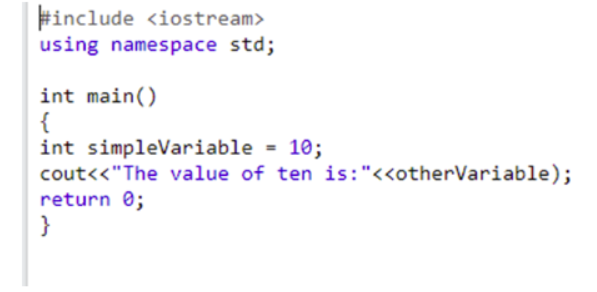 #include <iostream>
using namespace std;
int main()
{
int simpleVariable = 10;
cout<<"The value of ten is:"<<otherVariable);
return 0;
}